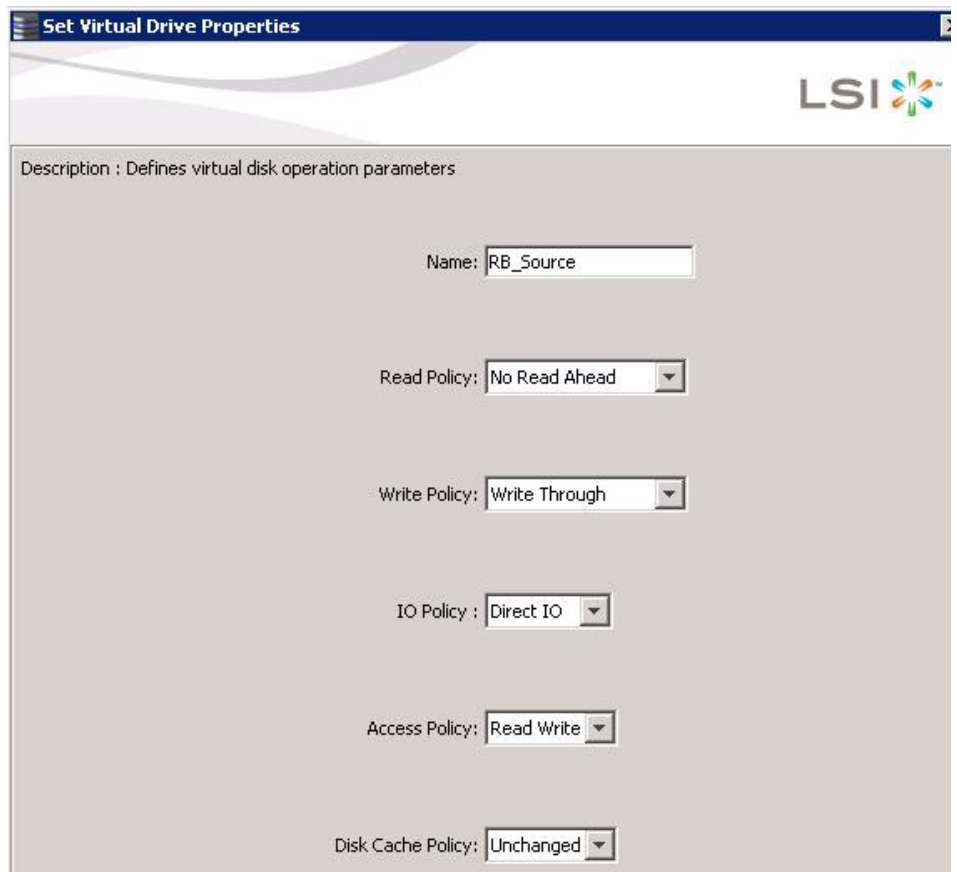 Set Virtual Drive Properties
LSI
Description : Defines virtual disk operation parameters
Name: RB_Source
Read Policy: No Read Ahead
Write Policy: Write Through
IO Policy : Direct IO
Access Policy: Read Write
Disk Cache Policy: Unchanged